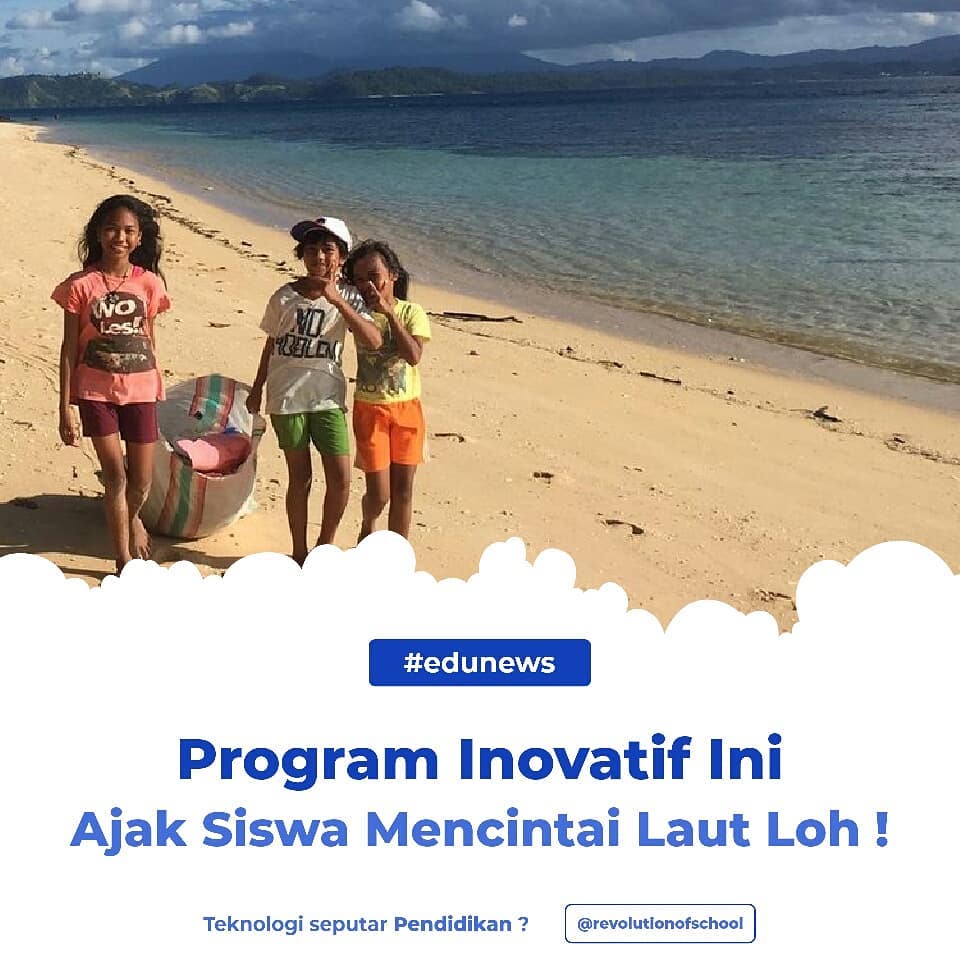 NO
Les!!
NO
PROBLEM
#edunews
Program Inovatif Ini
Ajak Siswa Mencintai Laut Loh !
Teknologi seputar Pendidikan ?
@revolutionofschool